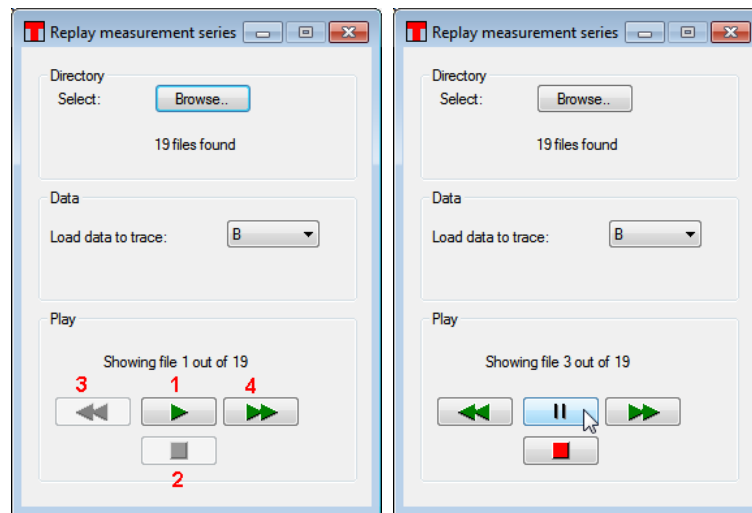 Replay measurement series
Directory
Select: Browse..
19 files found
Data
Load data to trace: B
Play
Showing file 1 out of 19
3 1 4
2
Replay measurement series
Directory
Select: Browse..
19 files found
Data
Load data to trace: B
Play
Showing file 3 out of 19